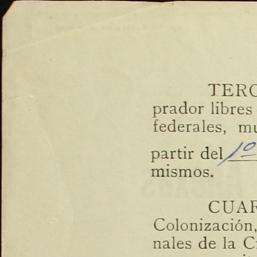 TERC
prador libres
federales, mu
partir del 1º
mismos.
CUAR
Colonización,
nales de la C